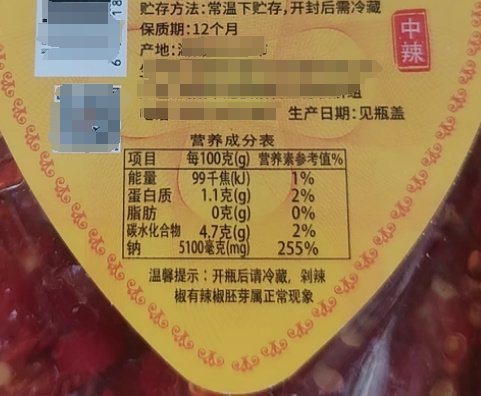 贮存方法:常温下贮存,开封后需冷藏
保质期:12个月
中辣
产地:
生产日期:见瓶盖
营养成分表
项目 每100克(g) 营养素参考值%
能量 99千焦(kJ) 1%
蛋白质 1.1克(g) 2%
脂肪 0克(g) 0%
碳水化合物 4.7克(g) 2%
钠 5100毫克(mg) 255%
温馨提示:开瓶后请冷藏,剁辣
椒有辣椒胚芽属正常现象